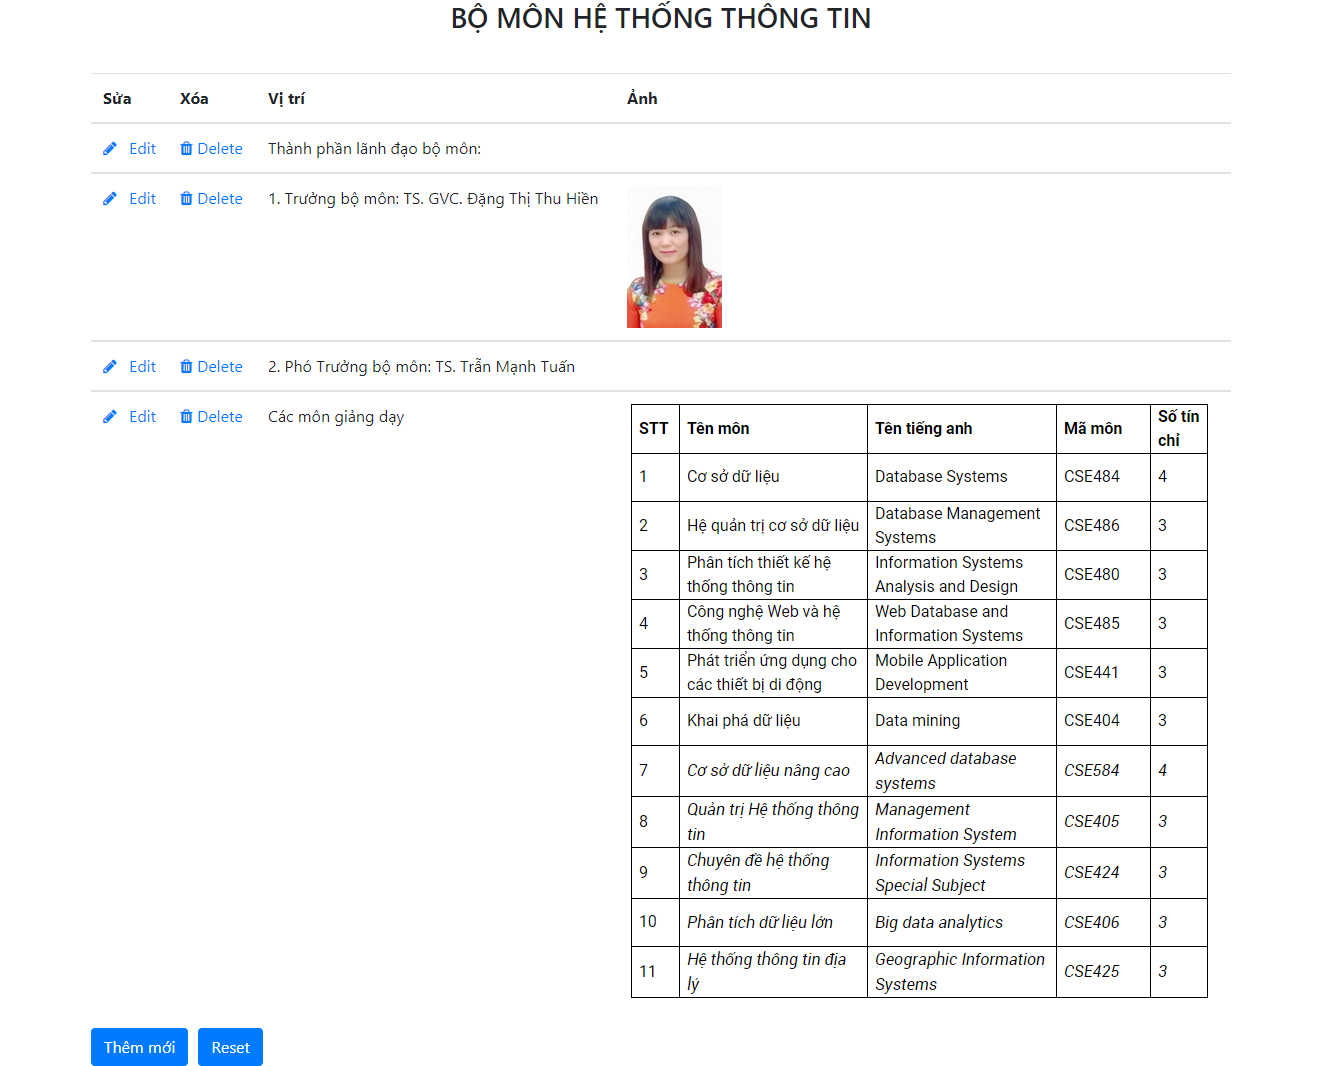 BỘ MÔN HỆ THỐNG THÔNG TIN
Sửa Xóa Vị trí Ảnh
Edit Delete Thành phần lãnh đạo bộ môn:
Edit Delete 1. Trưởng bộ môn: TS. GVC. Đặng Thị Thu Hiền
Edit Delete 2. Phó Trưởng bộ môn: TS. Trần Mạnh Tuấn
Edit Delete Các môn giảng dạy
STT Tên môn Tên tiếng anh Mã môn Số tín chỉ
1 Cơ sở dữ liệu Database Systems CSE484 4
2 Hệ quản trị cơ sở dữ liệu Database Management Systems CSE486 3
3 Phân tích thiết kế hệ thống thông tin Information Systems Analysis and Design CSE480 3
4 Công nghệ Web và hệ thống thông tin Web Database and Information Systems CSE485 3
5 Phát triển ứng dụng cho các thiết bị di động Mobile Application Development CSE441 3
6 Khai phá dữ liệu Data mining CSE404 3
7 Cơ sở dữ liệu nâng cao Advanced database systems CSE584 4
8 Quản trị Hệ thống thông tin Management Information System CSE405 3
9 Chuyên đề hệ thống thông tin Information Systems Special Subject CSE424 3
10 Phân tích dữ liệu lớn Big data analytics CSE406 3
11 Hệ thống thông tin địa lý Geographic Information Systems CSE425 3
Thêm mới Reset